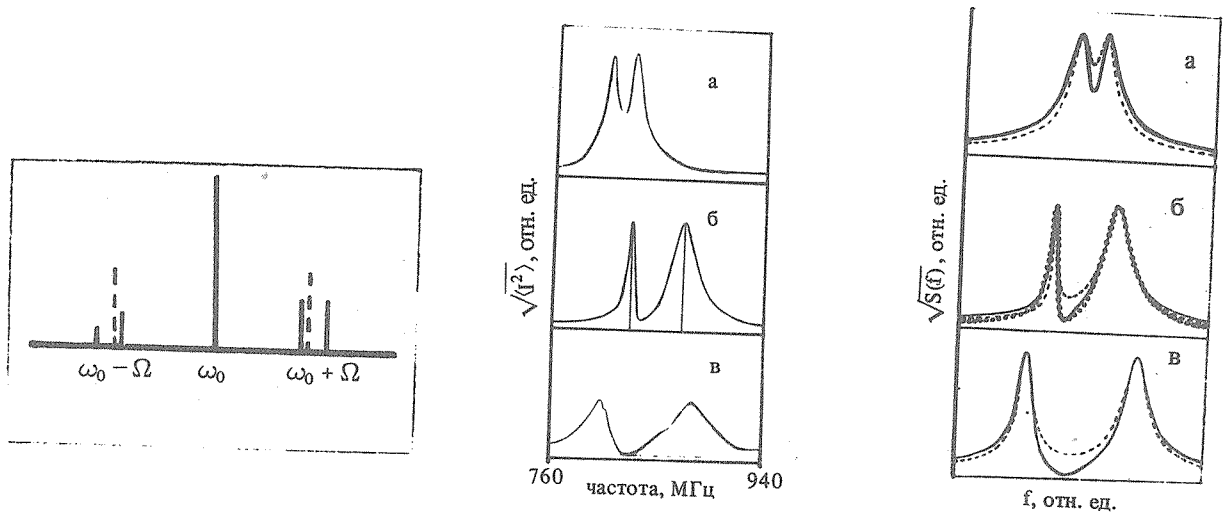 ω₀ − Ω ω₀ ω₀ + Ω
√⟨I²⟩, отн. ед.
а
б
в
760 940
частота, МГц
√S(f), отн. ед.
а
б
в
f, отн. ед.